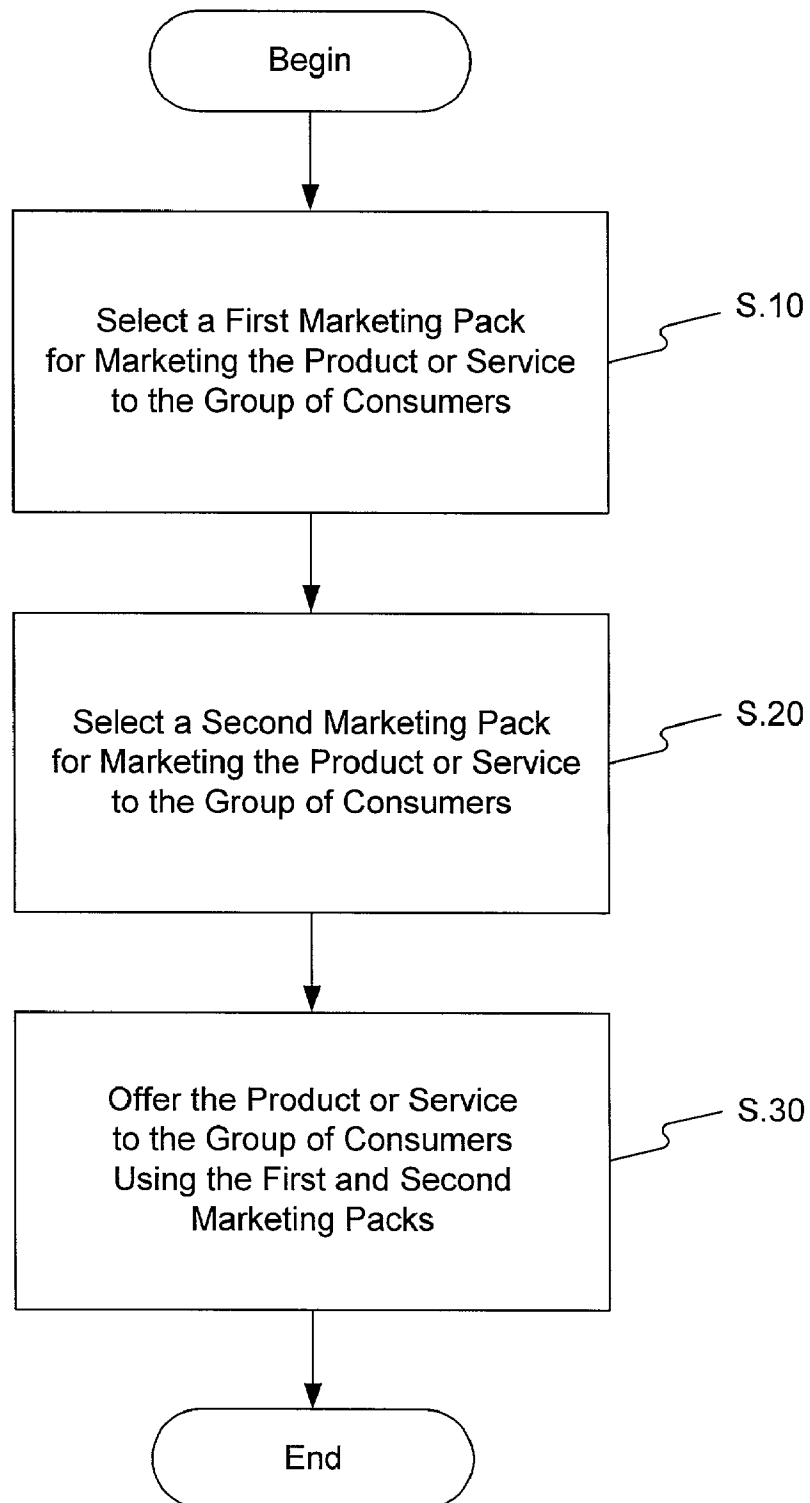 Begin
Select a First Marketing Pack
for Marketing the Product or Service
to the Group of Consumers
S.10
Select a Second Marketing Pack
for Marketing the Product or Service
to the Group of Consumers
S.20
Offer the Product or Service
to the Group of Consumers
Using the First and Second
Marketing Packs
S.30
End